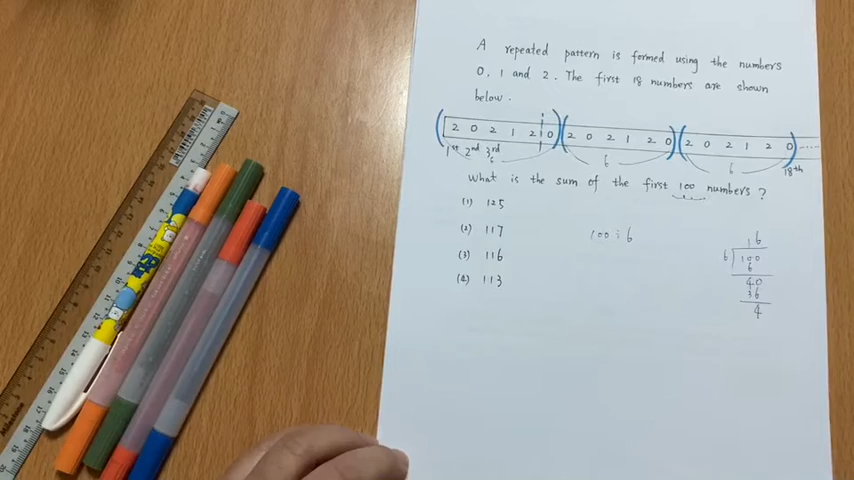 A repeated pattern is formed using the numbers
0, 1 and 2. The first 18 numbers are shown
below.
( 2 0 2 1 2 0 ) ( 2 0 2 1 2 0 ) ( 2 0 2 1 2 0 ) .....
1st 2nd 3rd 18th
6 6 6
What is the sum of the first 100 numbers ?
(1) 125
(2) 117
(3) 116
(4) 113
100 ÷ 6
16
6 100
6
40
36
4